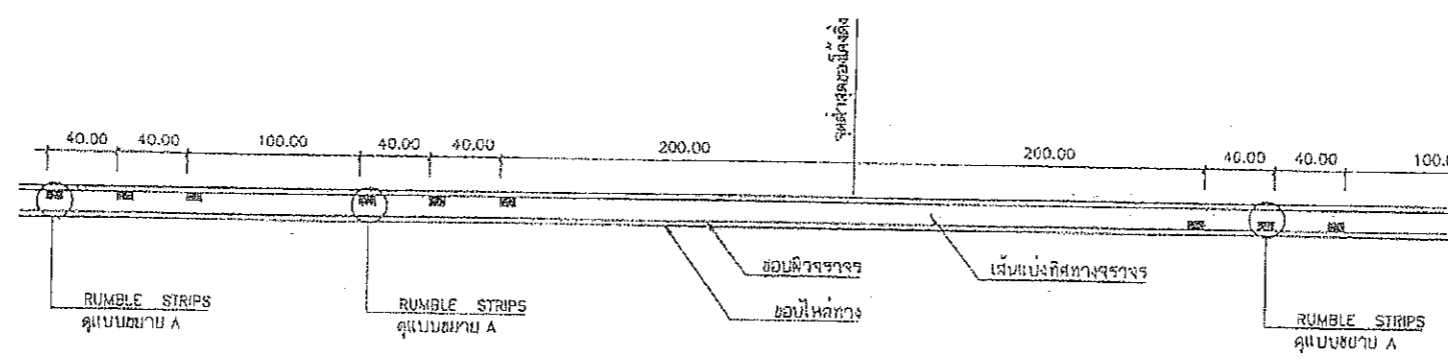 จุดต่ำสุดของโค้งดิ่ง
40.00 40.00 100.00 40.00 40.00 200.00 200.00 40.00 40.00 100.0
ขอบผิวจราจร
เส้นแบ่งทิศทางจราจร
ขอบไหล่ทาง
RUMBLE STRIPS
ดูแบบขยาย A
RUMBLE STRIPS
ดูแบบขยาย A
RUMBLE STRIPS
ดูแบบขยาย A